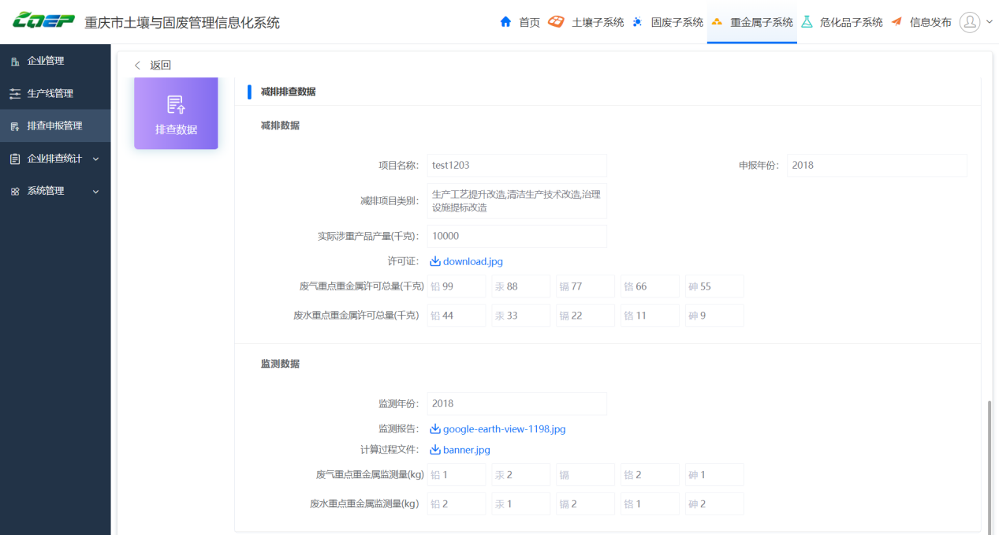 CQEP 重庆市土壤与固废管理信息化系统 首页 土壤子系统 固废子系统 重金属子系统 危化品子系统 信息发布
企业管理
生产线管理
排查申报管理
企业排查统计
系统管理
返回
排查数据
减排排查数据
减排数据
项目名称: test1203 申报年份: 2018
减排项目类别: 生产工艺提升改造,清洁生产技术改造,治理
设施提标改造
实际涉重产品产量(千克): 10000
许可证: download.jpg
废气重点重金属许可总量(千克) 铅 99 汞 88 镉 77 铬 66 砷 55
废水重点重金属许可总量(千克) 铅 44 汞 33 镉 22 铬 11 砷 9
监测数据
监测年份: 2018
监测报告: google-earth-view-1198.jpg
计算过程文件: banner.jpg
废气重点重金属监测量(kg) 铅 1 汞 2 镉 铬 2 砷 1
废水重点重金属监测量(kg) 铅 2 汞 1 镉 2 铬 1 砷 2